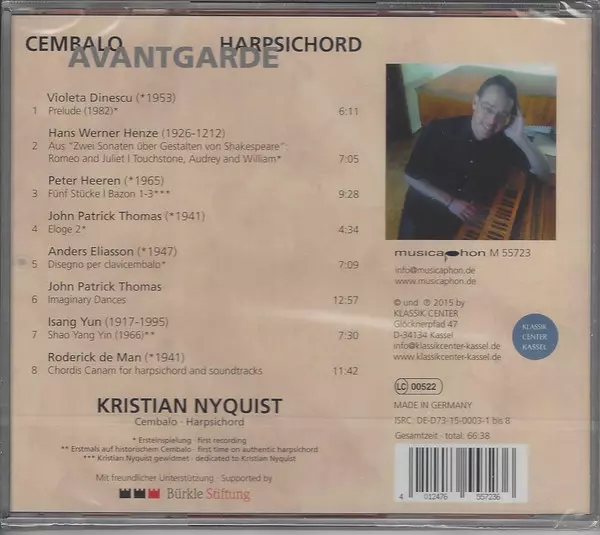 CEMBALO HARPSICHORD
AVANTGARDE
Violeta Dinescu (*1953)
1 Prelude (1982)* 6:11
Hans Werner Henze (1926-1212)
2 Aus "Zwei Sonaten über Gestalten von Shakespeare":
Romeo and Juliet I Touchstone, Audrey and William* 7:05
Peter Heeren (*1965)
3 Fünf Stücke I Bazon 1-3*** 9:28
John Patrick Thomas (*1941)
4 Eloge 2* 4:34
Anders Eliasson (*1947)
5 Disegno per clavicembalo* 7:09
John Patrick Thomas
6 Imaginary Dances 12:57
Isang Yun (1917-1995)
7 Shao Yang Yin (1966)** 7:30
Roderick de Man (*1941)
8 Chordis Canam for harpsichord and soundtracks 11:42
KRISTIAN NYQUIST
Cembalo · Harpsichord
* Ersteinspielung · first recording
** Erstmals auf historischem Cembalo · first time on authentic harpsichord
*** Kristian Nyquist gewidmet · dedicated to Kristian Nyquist
Mit freundlicher Unterstützung · Supported by
Bürkle Stiftung
musicaphon M 55723
info@musicaphon.de
www.musicaphon.de
© und ℗ 2015 by
KLASSIK CENTER
Glöcknerpfad 47
D-34134 Kassel
info@klassikcenter-kassel.de
www.klassikcenter-kassel.de
KLASSIK
CENTER
KASSEL
LC 00522
MADE IN GERMANY
ISRC: DE-D73-15-0003-1 bis 8
Gesamtzeit · total: 66:38
4 012476 557236